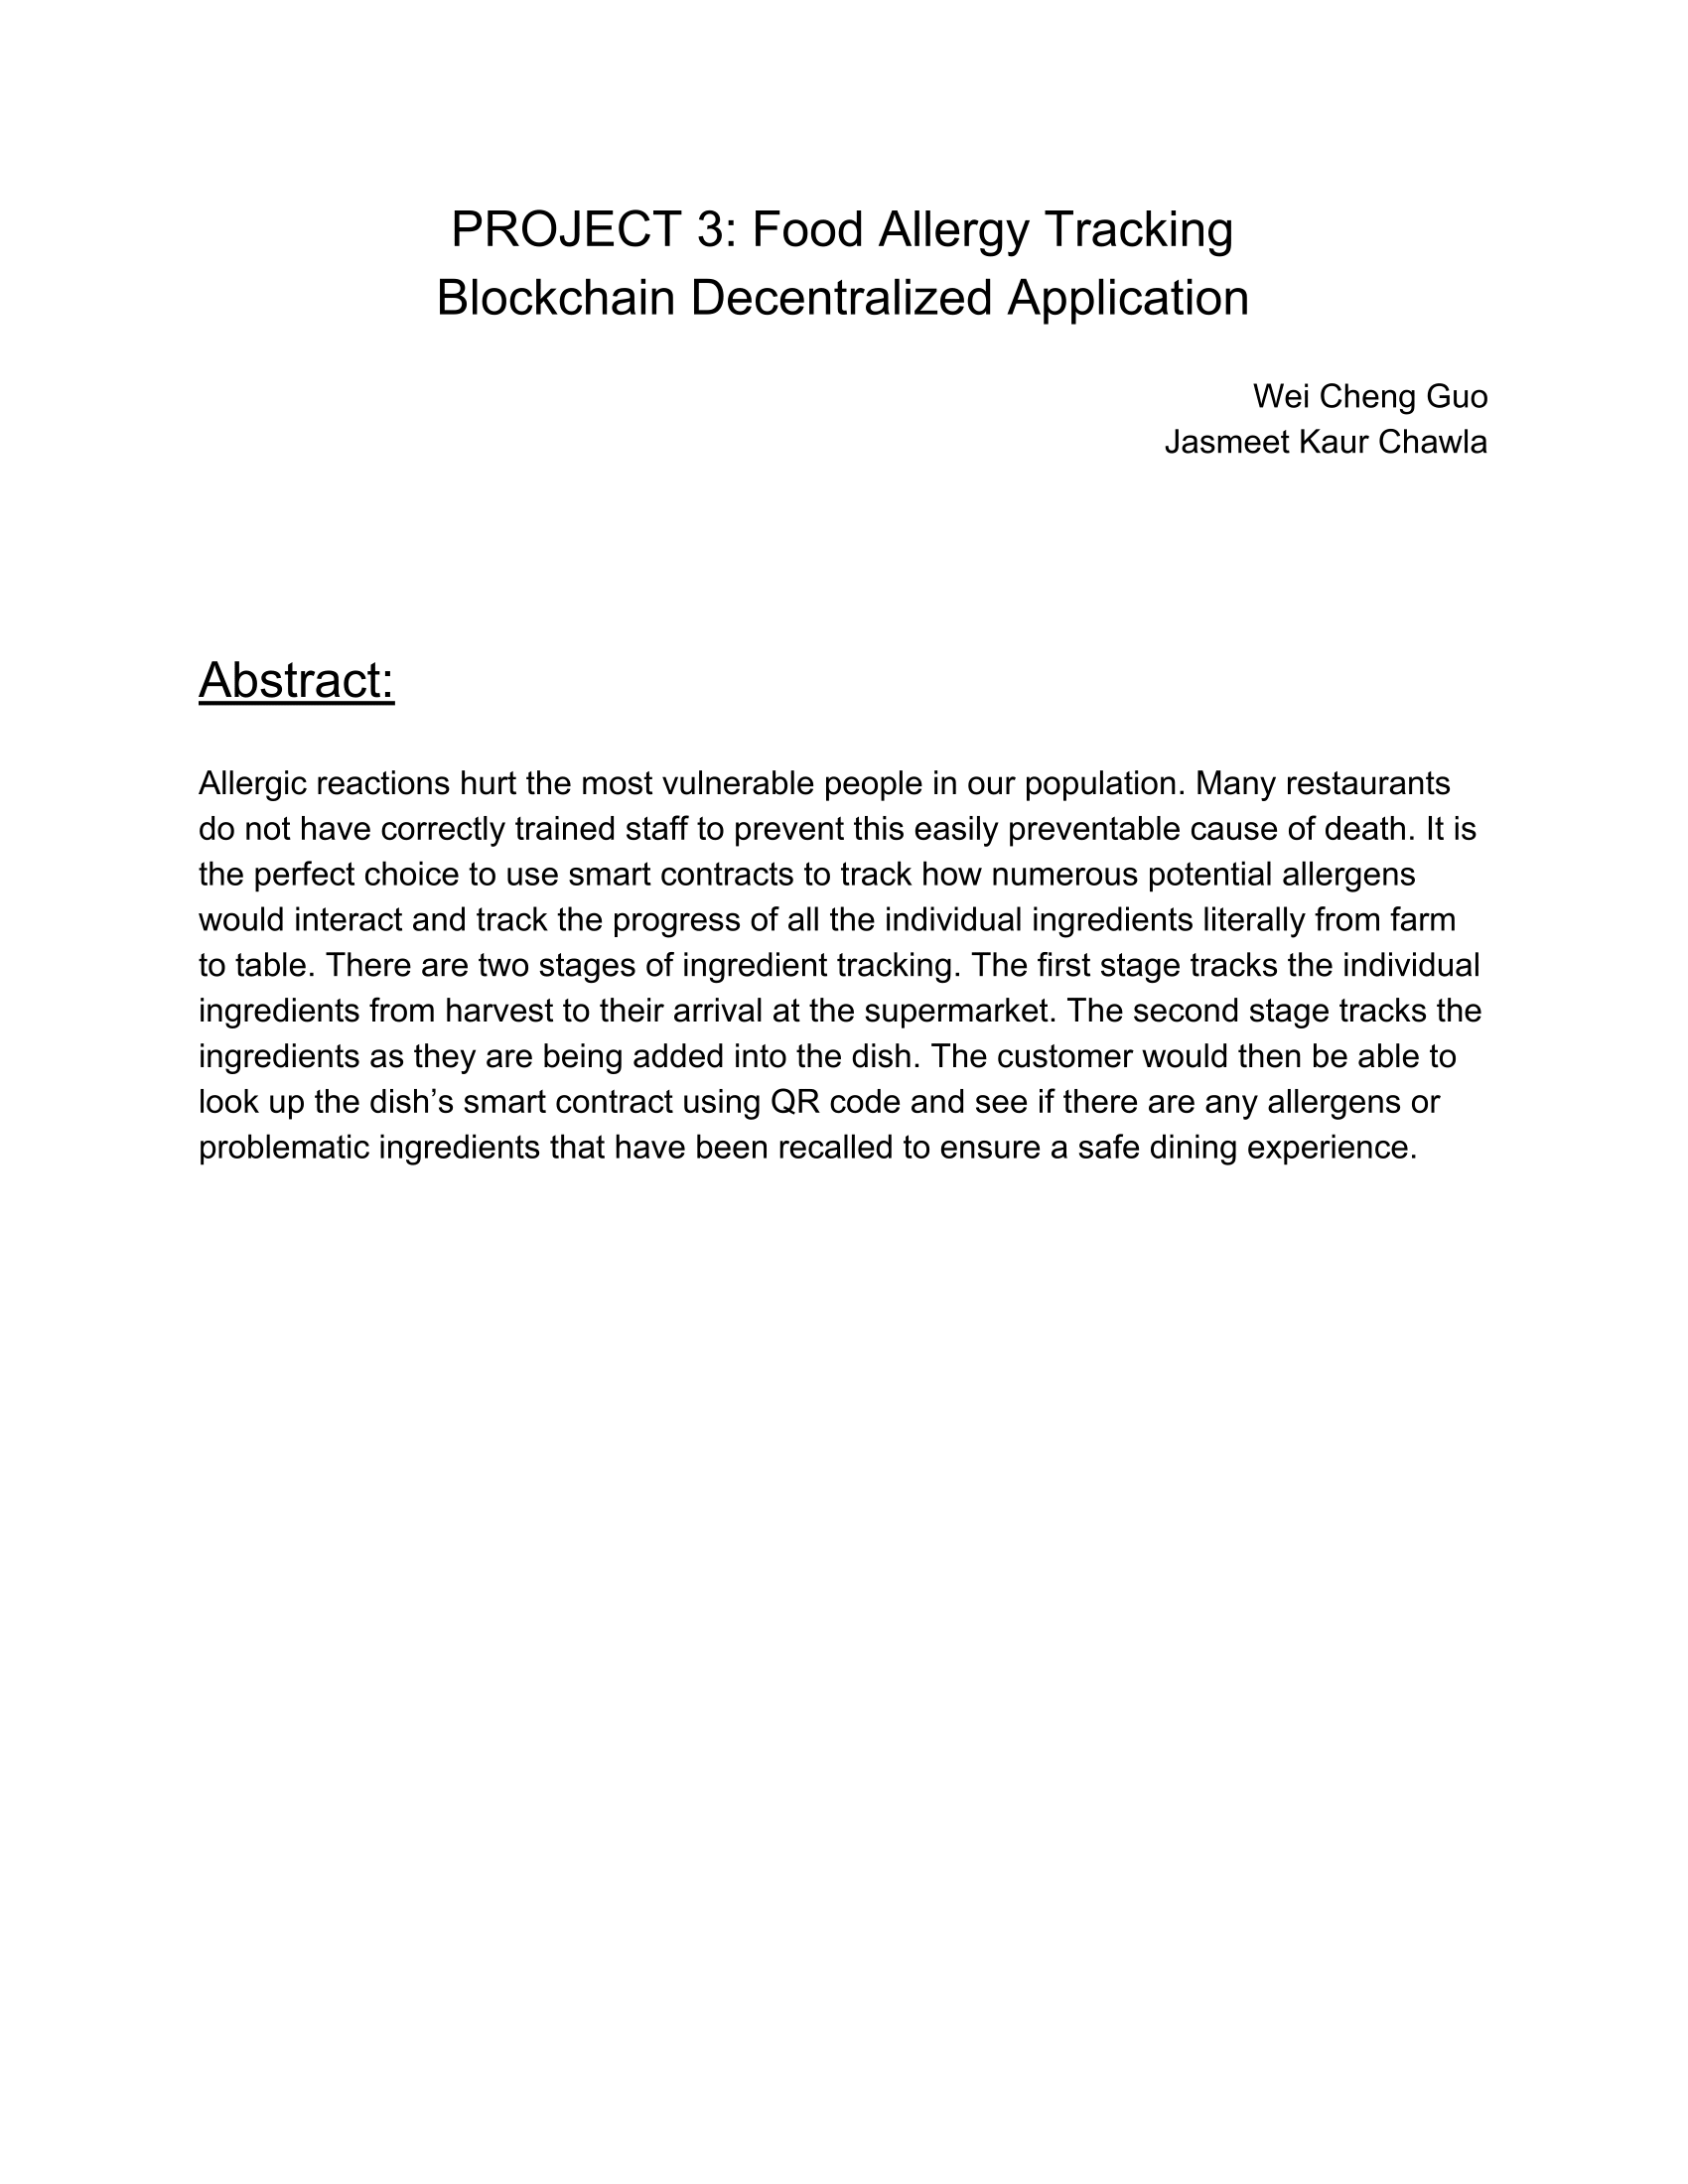 PROJECT 3: Food Allergy Tracking
Blockchain Decentralized Application
Wei Cheng Guo
Jasmeet Kaur Chawla
Abstract:
Allergic reactions hurt the most vulnerable people in our population. Many restaurants
do not have correctly trained staff to prevent this easily preventable cause of death. It is
the perfect choice to use smart contracts to track how numerous potential allergens
would interact and track the progress of all the individual ingredients literally from farm
to table. There are two stages of ingredient tracking. The first stage tracks the individual
ingredients from harvest to their arrival at the supermarket. The second stage tracks the
ingredients as they are being added into the dish. The customer would then be able to
look up the dish’s smart contract using QR code and see if there are any allergens or
problematic ingredients that have been recalled to ensure a safe dining experience.